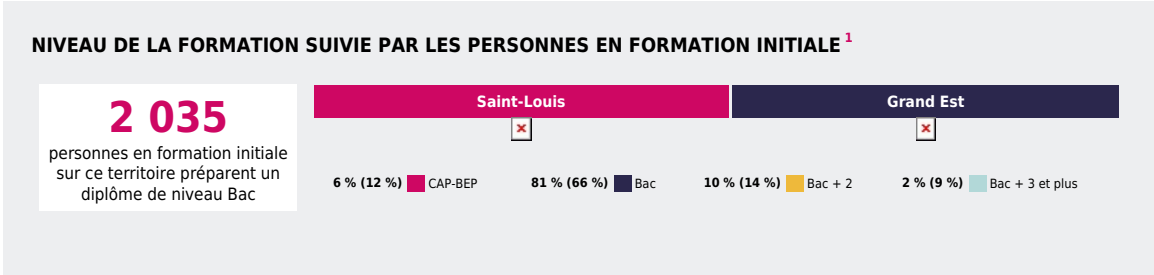 NIVEAU DE LA FORMATION SUIVIE PAR LES PERSONNES EN FORMATION INITIALE 1
2 035
personnes en formation initiale
sur ce territoire préparent un
diplôme de niveau Bac
Saint-Louis
Grand Est
6 % (12 %) CAP-BEP
81 % (66 %) Bac
10 % (14 %) Bac + 2
2 % (9 %) Bac + 3 et plus